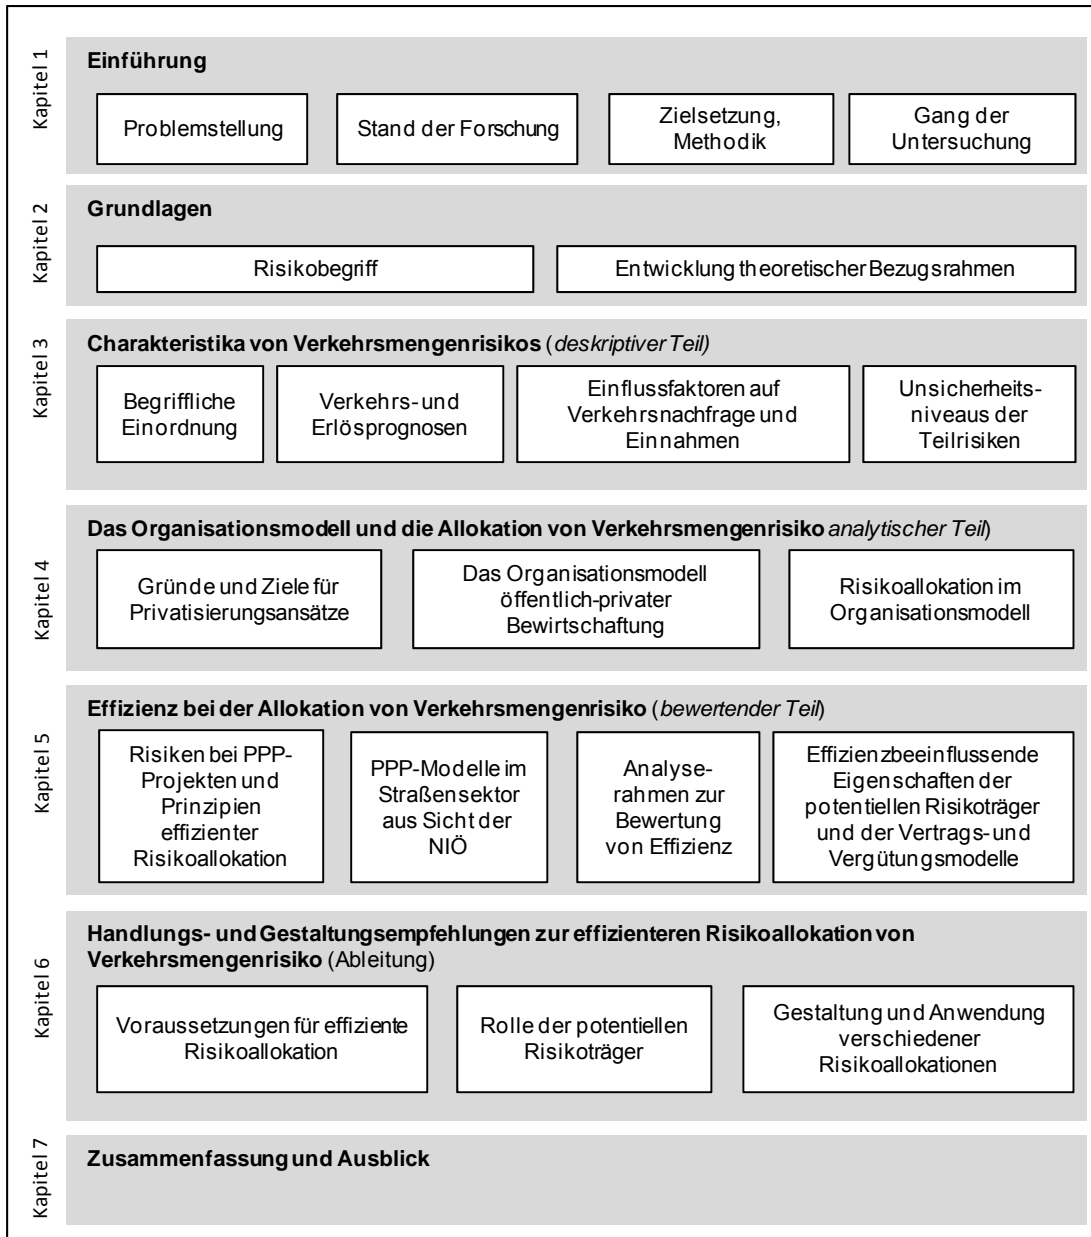 Kapitel 1
Einführung
Problemstellung
Stand der Forschung
Zielsetzung,
Methodik
Gang der
Untersuchung
Kapitel 2
Grundlagen
Risikobegriff
Entwicklung theoretischer Bezugsrahmen
Kapitel 3
Charakteristika von Verkehrsmengenrisikos (deskriptiver Teil)
Begriffliche
Einordnung
Verkehrs- und
Erlösprognosen
Einflussfaktoren auf
Verkehrsnachfrage und
Einnahmen
Unsicherheits-
niveaus der
Teilrisiken
Kapitel 4
Das Organisationsmodell und die Allokation von Verkehrsmengenrisiko analytischer Teil)
Gründe und Ziele für
Privatisierungsansätze
Das Organisationsmodell
öffentlich-privater
Bewirtschaftung
Risikoallokation im
Organisationsmodell
Kapitel 5
Effizienz bei der Allokation von Verkehrsmengenrisiko (bewertender Teil)
Risiken bei PPP-
Projekten und
Prinzipien
effizienter
Risikoallokation
PPP-Modelle im
Straßensektor
aus Sicht der
NIÖ
Analyse-
rahmen zur
Bewertung
von Effizienz
Effizienzbeeinflussende
Eigenschaften der
potentiellen Risikoträger
und der Vertrags- und
Vergütungsmodelle
Kapitel 6
Handlungs- und Gestaltungsempfehlungen zur effizienteren Risikoallokation von
Verkehrsmengenrisiko (Ableitung)
Voraussetzungen für effiziente
Risikoallokation
Rolle der potentiellen
Risikoträger
Gestaltung und Anwendung
verschiedener
Risikoallokationen
Kapitel 7
Zusammenfassung und Ausblick